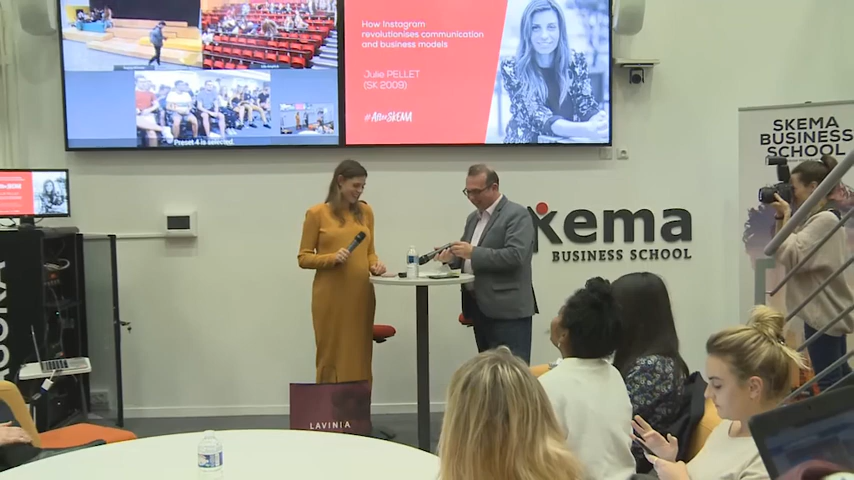 How Instagram
revolutionises communication
and business models
Julie PELLET
(SK 2009)
#AfterSKEMA
Preset 4 is selected
SKEMA
BUSINESS
SCHOOL
skema
BUSINESS SCHOOL
LAVINIA